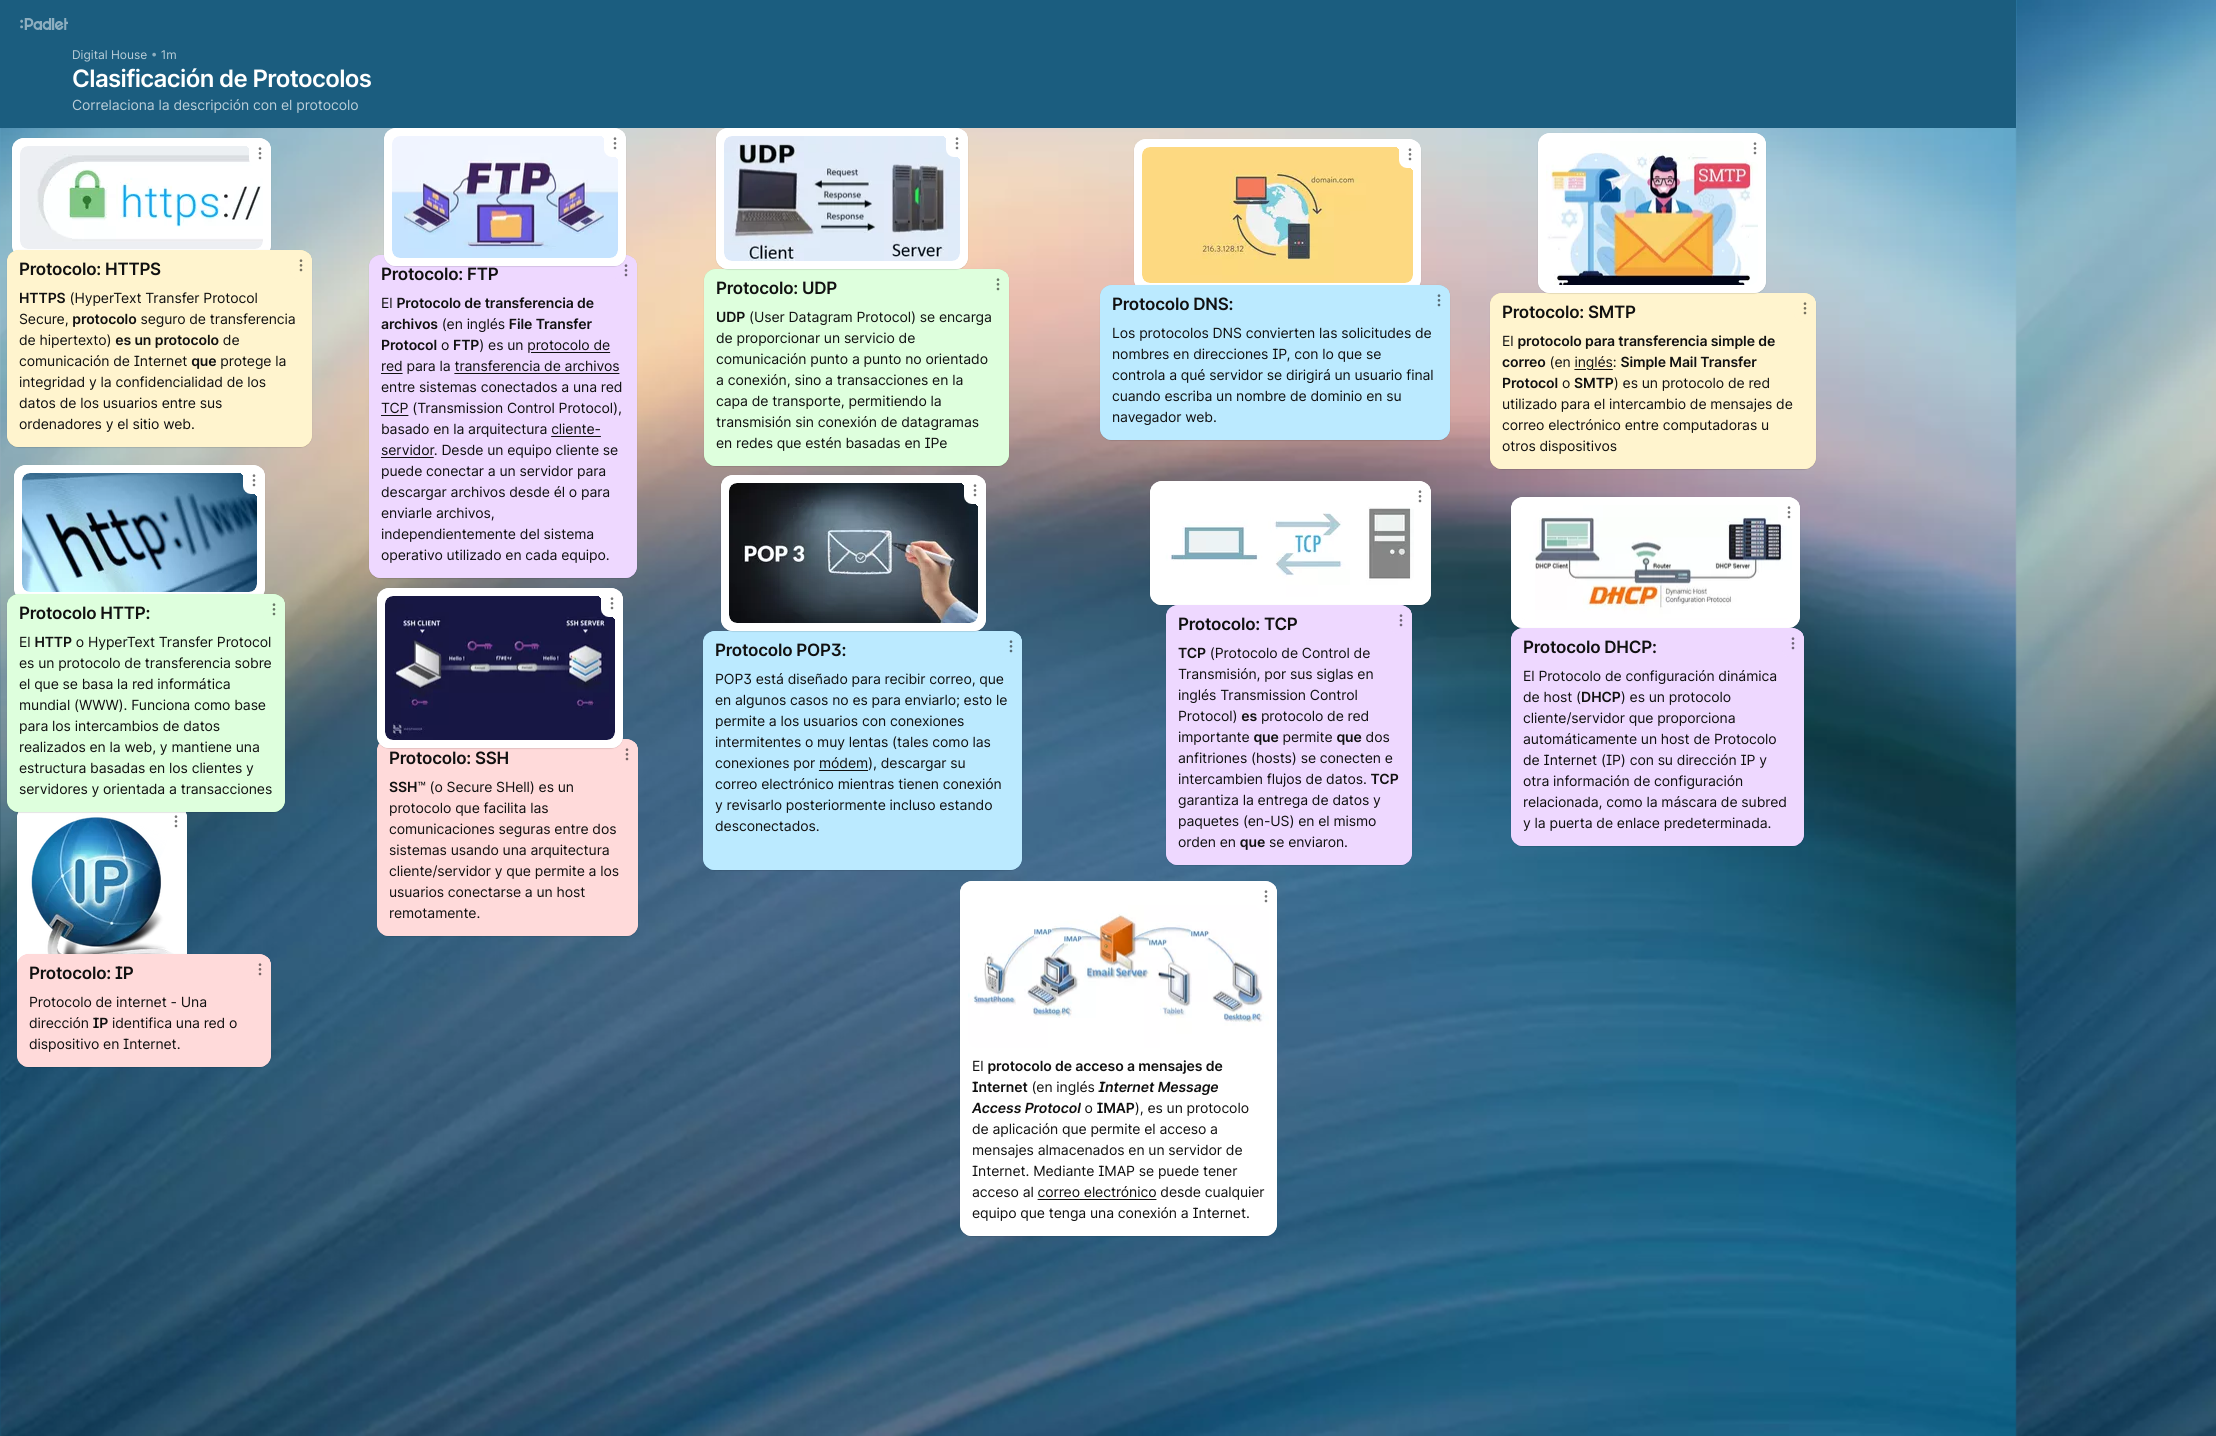 :Padlet
Digital House • 1m
Clasificación de Protocolos
Correlaciona la descripción con el protocolo
https://
Protocolo: HTTPS
HTTPS (HyperText Transfer Protocol
Secure, protocolo seguro de transferencia
de hipertexto) es un protocolo de
comunicación de Internet que protege la
integridad y la confidencialidad de los
datos de los usuarios entre sus
ordenadores y el sitio web.
http://www
Protocolo HTTP:
El HTTP o HyperText Transfer Protocol
es un protocolo de transferencia sobre
el que se basa la red informática
mundial (WWW). Funciona como base
para los intercambios de datos
realizados en la web, y mantiene una
estructura basadas en los clientes y
servidores y orientada a transacciones
IP
Protocolo: IP
Protocolo de internet - Una
dirección IP identifica una red o
dispositivo en Internet.
FTP
Protocolo: FTP
El Protocolo de transferencia de
archivos (en inglés File Transfer
Protocol o FTP) es un protocolo de
red para la transferencia de archivos
entre sistemas conectados a una red
TCP (Transmission Control Protocol),
basado en la arquitectura cliente-
servidor. Desde un equipo cliente se
puede conectar a un servidor para
descargar archivos desde él o para
enviarle archivos,
independientemente del sistema
operativo utilizado en cada equipo.
SSH CLIENT
SSH SERVER
Hello !
Hello !
Protocolo: SSH
SSH™ (o Secure SHell) es un
protocolo que facilita las
comunicaciones seguras entre dos
sistemas usando una arquitectura
cliente/servidor y que permite a los
usuarios conectarse a un host
remotamente.
UDP
Request
Response
Response
Client
Server
Protocolo: UDP
UDP (User Datagram Protocol) se encarga
de proporcionar un servicio de
comunicación punto a punto no orientado
a conexión, sino a transacciones en la
capa de transporte, permitiendo la
transmisión sin conexión de datagramas
en redes que estén basadas en IPe
POP 3
Protocolo POP3:
POP3 está diseñado para recibir correo, que
en algunos casos no es para enviarlo; esto le
permite a los usuarios con conexiones
intermitentes o muy lentas (tales como las
conexiones por módem), descargar su
correo electrónico mientras tienen conexión
y revisarlo posteriormente incluso estando
desconectados.
domain.com
216.3.128.12
Protocolo DNS:
Los protocolos DNS convierten las solicitudes de
nombres en direcciones IP, con lo que se
controla a qué servidor se dirigirá un usuario final
cuando escriba un nombre de dominio en su
navegador web.
TCP
Protocolo: TCP
TCP (Protocolo de Control de
Transmisión, por sus siglas en
inglés Transmission Control
Protocol) es protocolo de red
importante que permite que dos
anfitriones (hosts) se conecten e
intercambien flujos de datos. TCP
garantiza la entrega de datos y
paquetes (en-US) en el mismo
orden en que se enviaron.
SMTP
Protocolo: SMTP
El protocolo para transferencia simple de
correo (en inglés: Simple Mail Transfer
Protocol o SMTP) es un protocolo de red
utilizado para el intercambio de mensajes de
correo electrónico entre computadoras u
otros dispositivos
DHCP Client
Router
DHCP Server
DHCP
Dynamic Host
Configuration Protocol
Protocolo DHCP:
El Protocolo de configuración dinámica
de host (DHCP) es un protocolo
cliente/servidor que proporciona
automáticamente un host de Protocolo
de Internet (IP) con su dirección IP y
otra información de configuración
relacionada, como la máscara de subred
y la puerta de enlace predeterminada.
IMAP
IMAP
IMAP
IMAP
Email Server
SmartPhone
Desktop PC
Tablet
Desktop PC
El protocolo de acceso a mensajes de
Internet (en inglés Internet Message
Access Protocol o IMAP), es un protocolo
de aplicación que permite el acceso a
mensajes almacenados en un servidor de
Internet. Mediante IMAP se puede tener
acceso al correo electrónico desde cualquier
equipo que tenga una conexión a Internet.